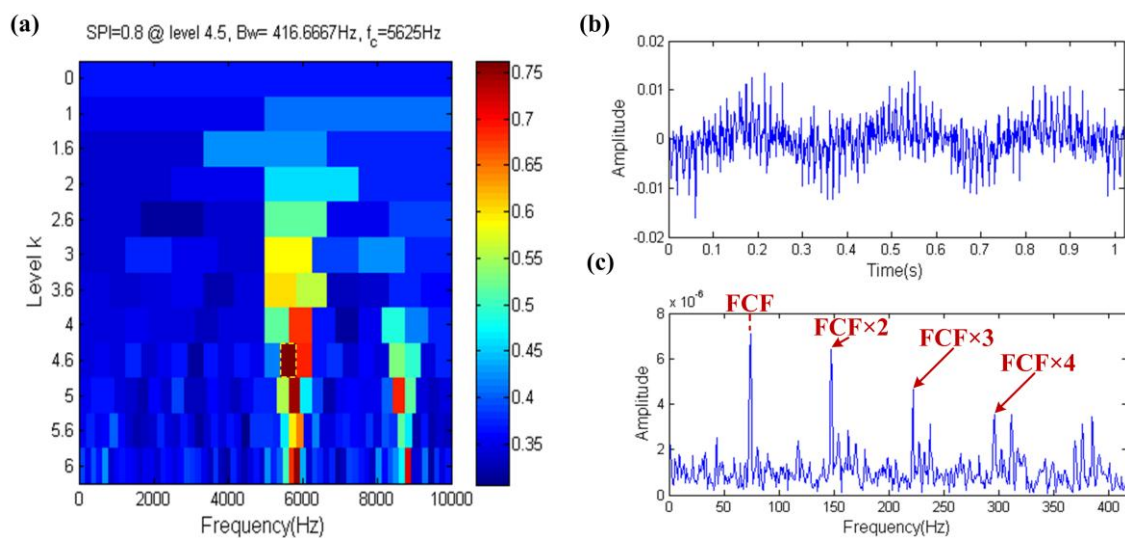 (a)
SPI=0.8 @ level 4.5, Bw= 416.6667Hz, f_c=5625Hz
Level k
0
1
1.6
2
2.6
3
3.6
4
4.6
5
5.6
6
0 2000 4000 6000 8000 10000
Frequency(Hz)
0.75
0.7
0.65
0.6
0.55
0.5
0.45
0.4
0.35
(b)
Amplitude
0.02
0.01
0
-0.01
-0.02
0 0.1 0.2 0.3 0.4 0.5 0.6 0.7 0.8 0.9 1
Time(s)
(c)
x 10^-6
Amplitude
8
6
4
2
0
FCF
FCF×2
FCF×3
FCF×4
0 50 100 150 200 250 300 350 400
Frequency(Hz)